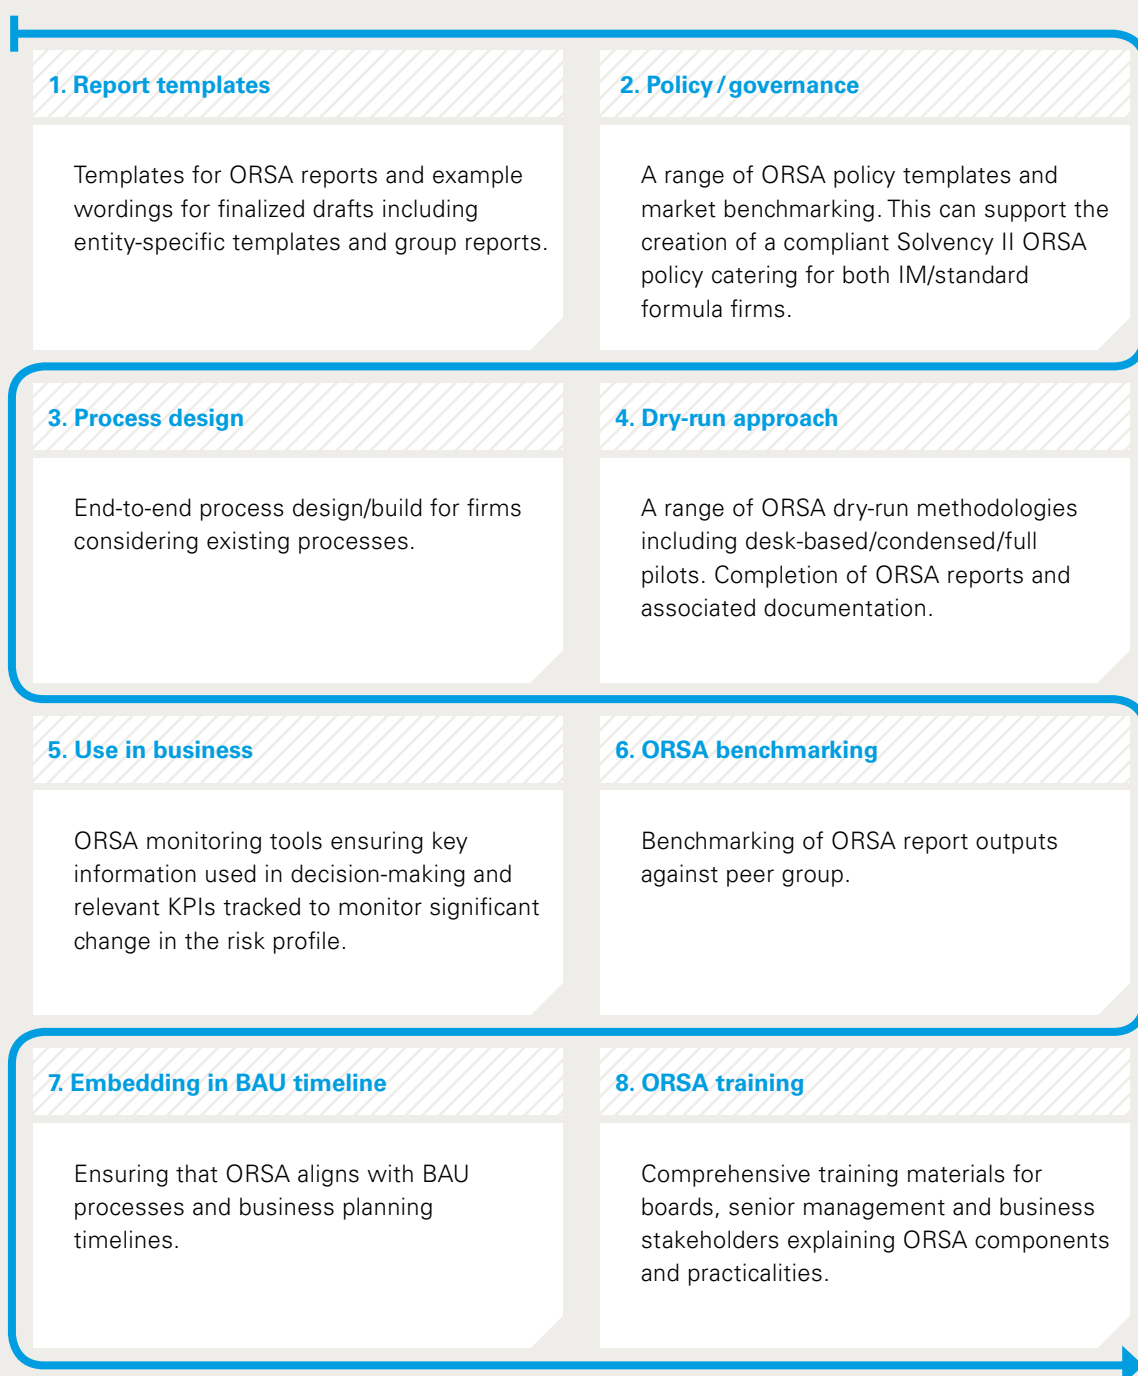 1. Report templates
Templates for ORSA reports and example
wordings for finalized drafts including
entity-specific templates and group reports.
2. Policy / governance
A range of ORSA policy templates and
market benchmarking. This can support the
creation of a compliant Solvency II ORSA
policy catering for both IM/standard
formula firms.
3. Process design
End-to-end process design/build for firms
considering existing processes.
4. Dry-run approach
A range of ORSA dry-run methodologies
including desk-based/condensed/full
pilots. Completion of ORSA reports and
associated documentation.
5. Use in business
ORSA monitoring tools ensuring key
information used in decision-making and
relevant KPIs tracked to monitor significant
change in the risk profile.
6. ORSA benchmarking
Benchmarking of ORSA report outputs
against peer group.
7. Embedding in BAU timeline
Ensuring that ORSA aligns with BAU
processes and business planning
timelines.
8. ORSA training
Comprehensive training materials for
boards, senior management and business
stakeholders explaining ORSA components
and practicalities.